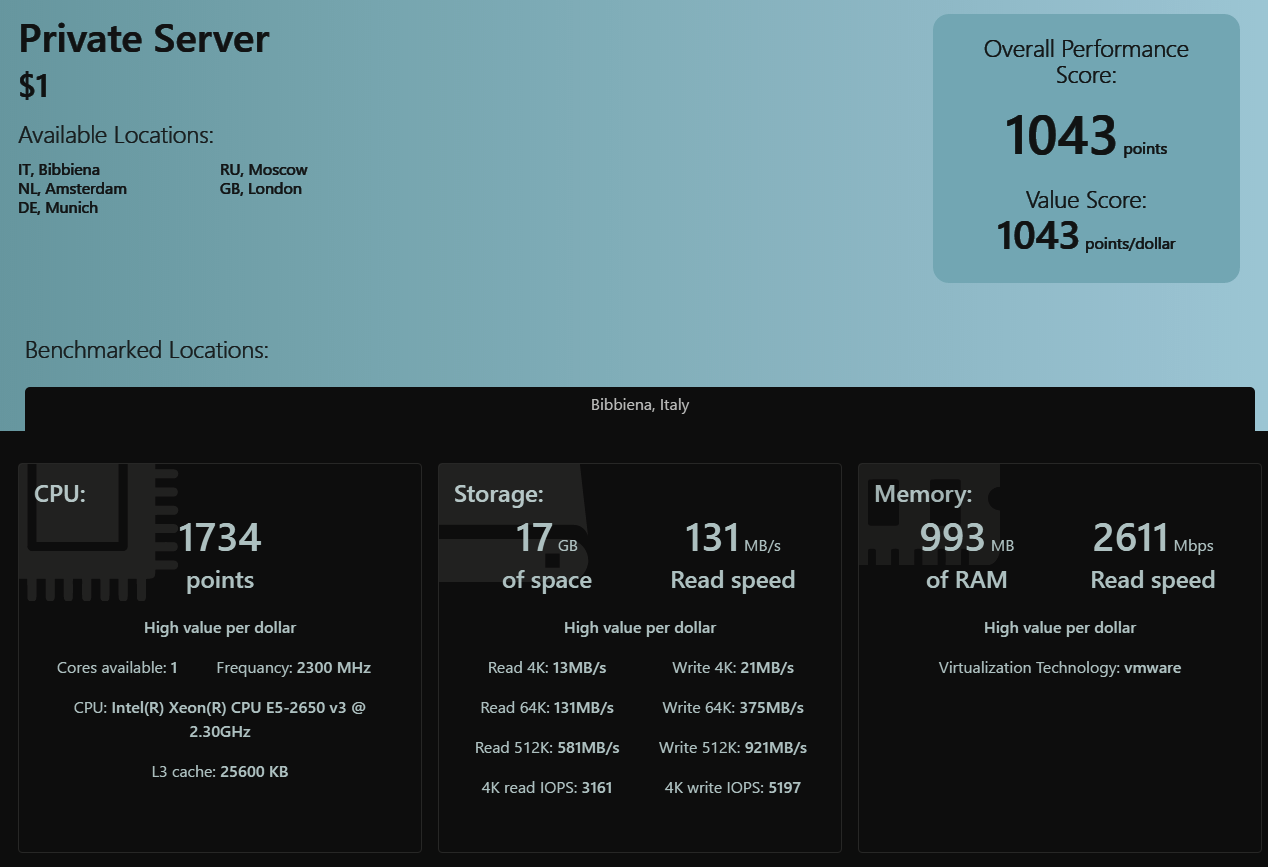 Private Server
$1
Available Locations:
IT, Bibbiena
NL, Amsterdam
DE, Munich
RU, Moscow
GB, London
Overall Performance
Score:
1043 points
Value Score:
1043 points/dollar
Benchmarked Locations:
Bibbiena, Italy
CPU:
1734
points
High value per dollar
Cores available: 1 Frequancy: 2300 MHz
CPU: Intel(R) Xeon(R) CPU E5-2650 v3 @
2.30GHz
L3 cache: 25600 KB
Storage:
17 GB
of space
131 MB/s
Read speed
High value per dollar
Read 4K: 13MB/s Write 4K: 21MB/s
Read 64K: 131MB/s Write 64K: 375MB/s
Read 512K: 581MB/s Write 512K: 921MB/s
4K read IOPS: 3161 4K write IOPS: 5197
Memory:
993 MB
of RAM
2611 Mbps
Read speed
High value per dollar
Virtualization Technology: vmware